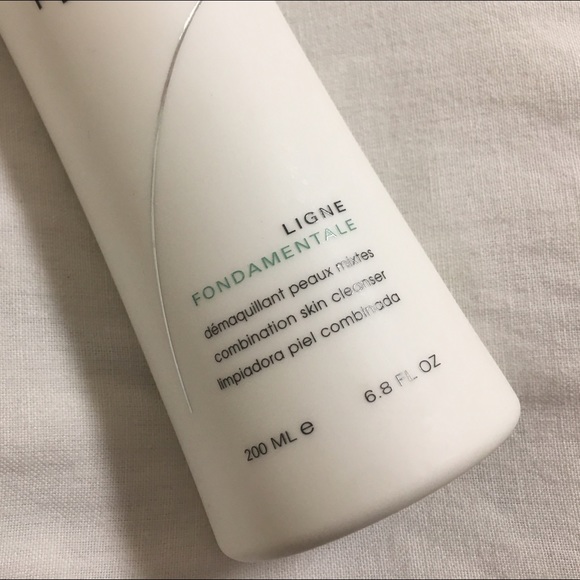 LIGNE
FONDAMENTALE
démaquillant peaux mixtes
combination skin cleanser
limpiadora piel combinada
200 ML e
6.8 FL OZ